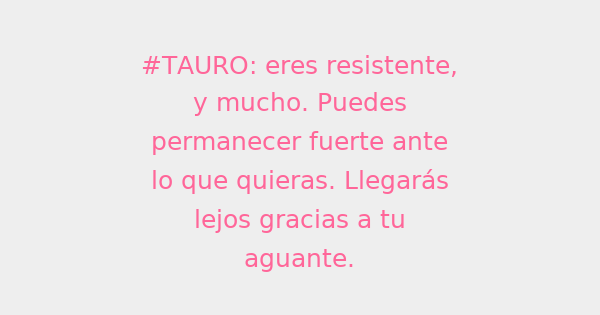 #TAURO: eres resistente,
y mucho. Puedes
permanecer fuerte ante
lo que quieras. Llegarás
lejos gracias a tu
aguante.